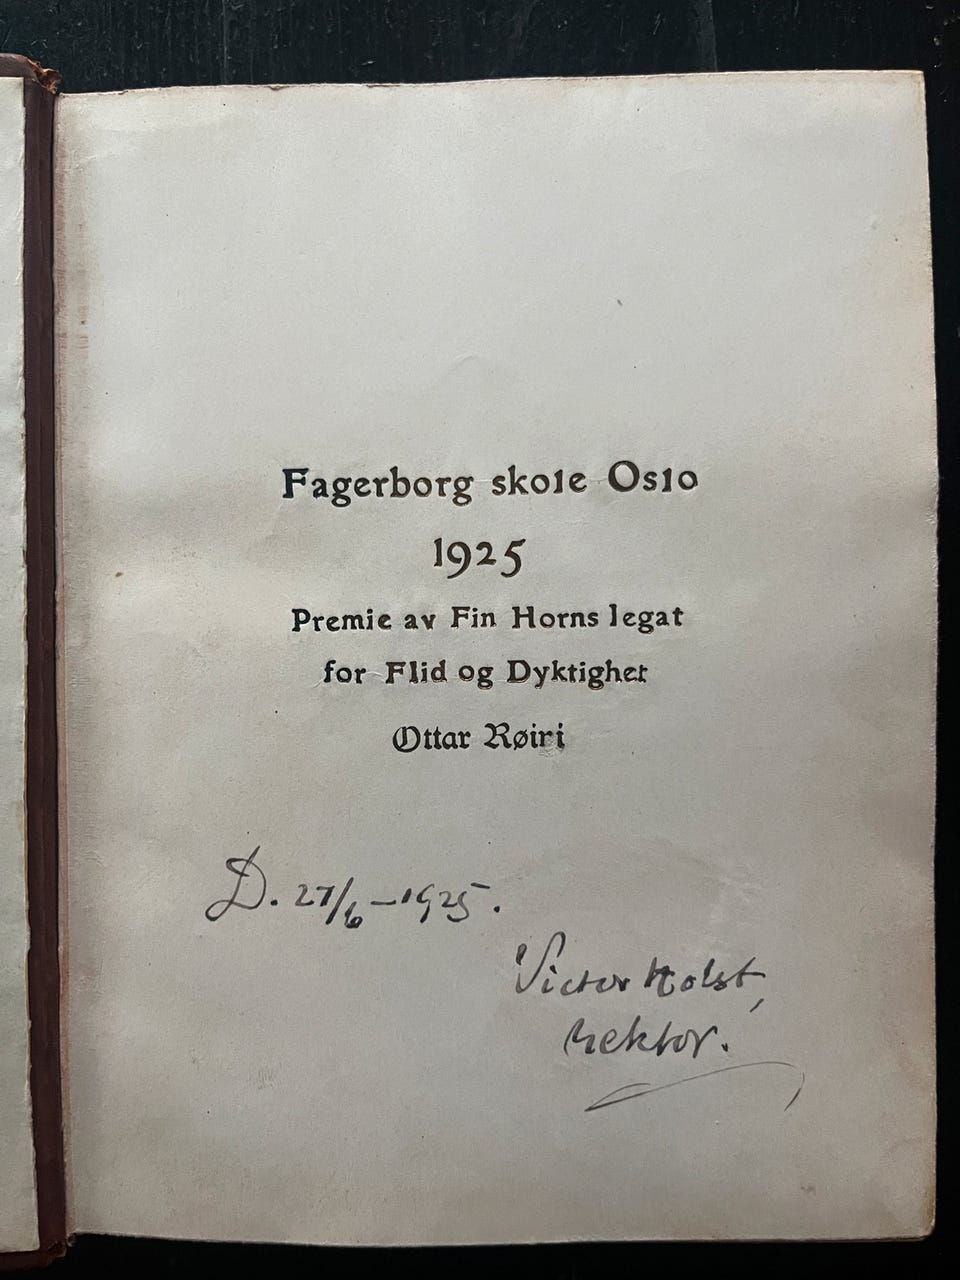 Fagerborg skole Oslo
1925
Premie av Fin Horns legat
for Flid og Dyktighet
Ottar Røiri
D. 27/6-1925.
Victor Holst,
rektor.